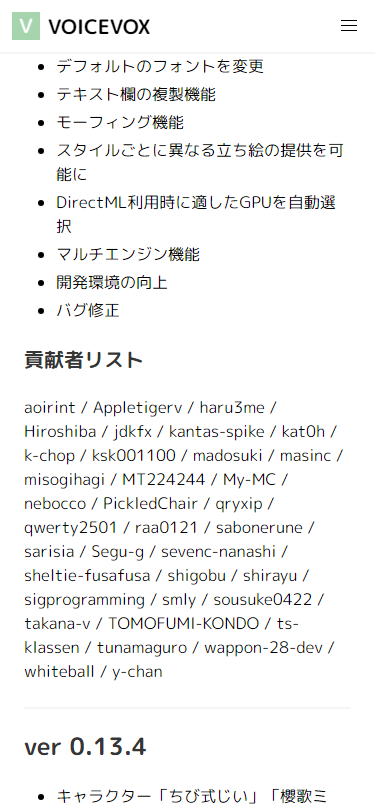 VOICEVOX
デフォルトのフォントを変更
テキスト欄の複製機能
モーフィング機能
スタイルごとに異なる立ち絵の提供を可
能に
DirectML利用時に適したGPUを自動選
択
マルチエンジン機能
開発環境の向上
バグ修正
貢献者リスト
aoirint / Appletigerv / haru3me /
Hiroshiba / jdkfx / kantas-spike / kat0h /
k-chop / ksk001100 / madosuki / masinc /
misogihagi / MT224244 / My-MC /
nebocco / PickledChair / qryxip /
qwerty2501 / raa0121 / sabonerune /
sarisia / Segu-g / sevenc-nanashi /
sheltie-fusafusa / shigobu / shirayu /
sigprogramming / smly / sousuke0422 /
takana-v / TOMOFUMI-KONDO / ts-
klassen / tunamaguro / wappon-28-dev /
whiteball / y-chan
ver 0.13.4
キャラクター「ちび式じい」「櫻歌ミ